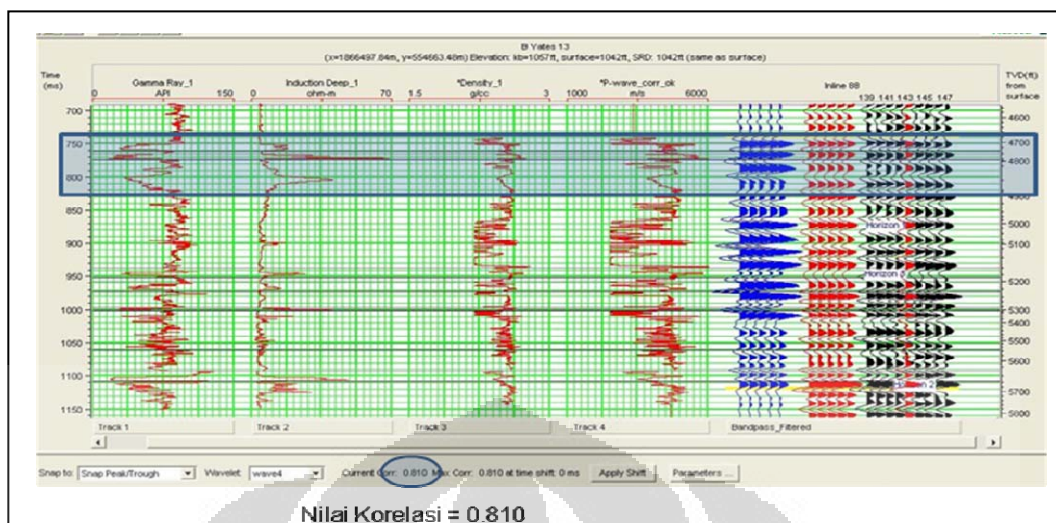 BI Yates 13
(x=1866497.84m, y=554663.48m) Elevation: kb=1057ft, surface=1042ft, SRD: 1042ft (same as surface)
Time (ms)
Gamma Ray_1
0 API 150
Induction Deep_1
0 ohm-m
*Density_1
1.5 g/cc 3
*P-wave_corr_ok
1000 m/s 6000
Inline 88
139 141 143 145 147
TVD(ft) from surface
700
750
800
850
900
950
1000
1050
1100
1150
4600
4700
4800
5000
5100
5200
5300
5400
5600
5700
Horizon
Horizon
Track 1
Track 2
Track 3
Track 4
Bandpass_Filtered
Snap to: Snap Peak/Trough Wavelet: wave4 Current Corr: 0.810 Max Corr: 0.810 at time shift: 0 ms Apply Shift Parameters ...
Nilai Korelasi = 0.810